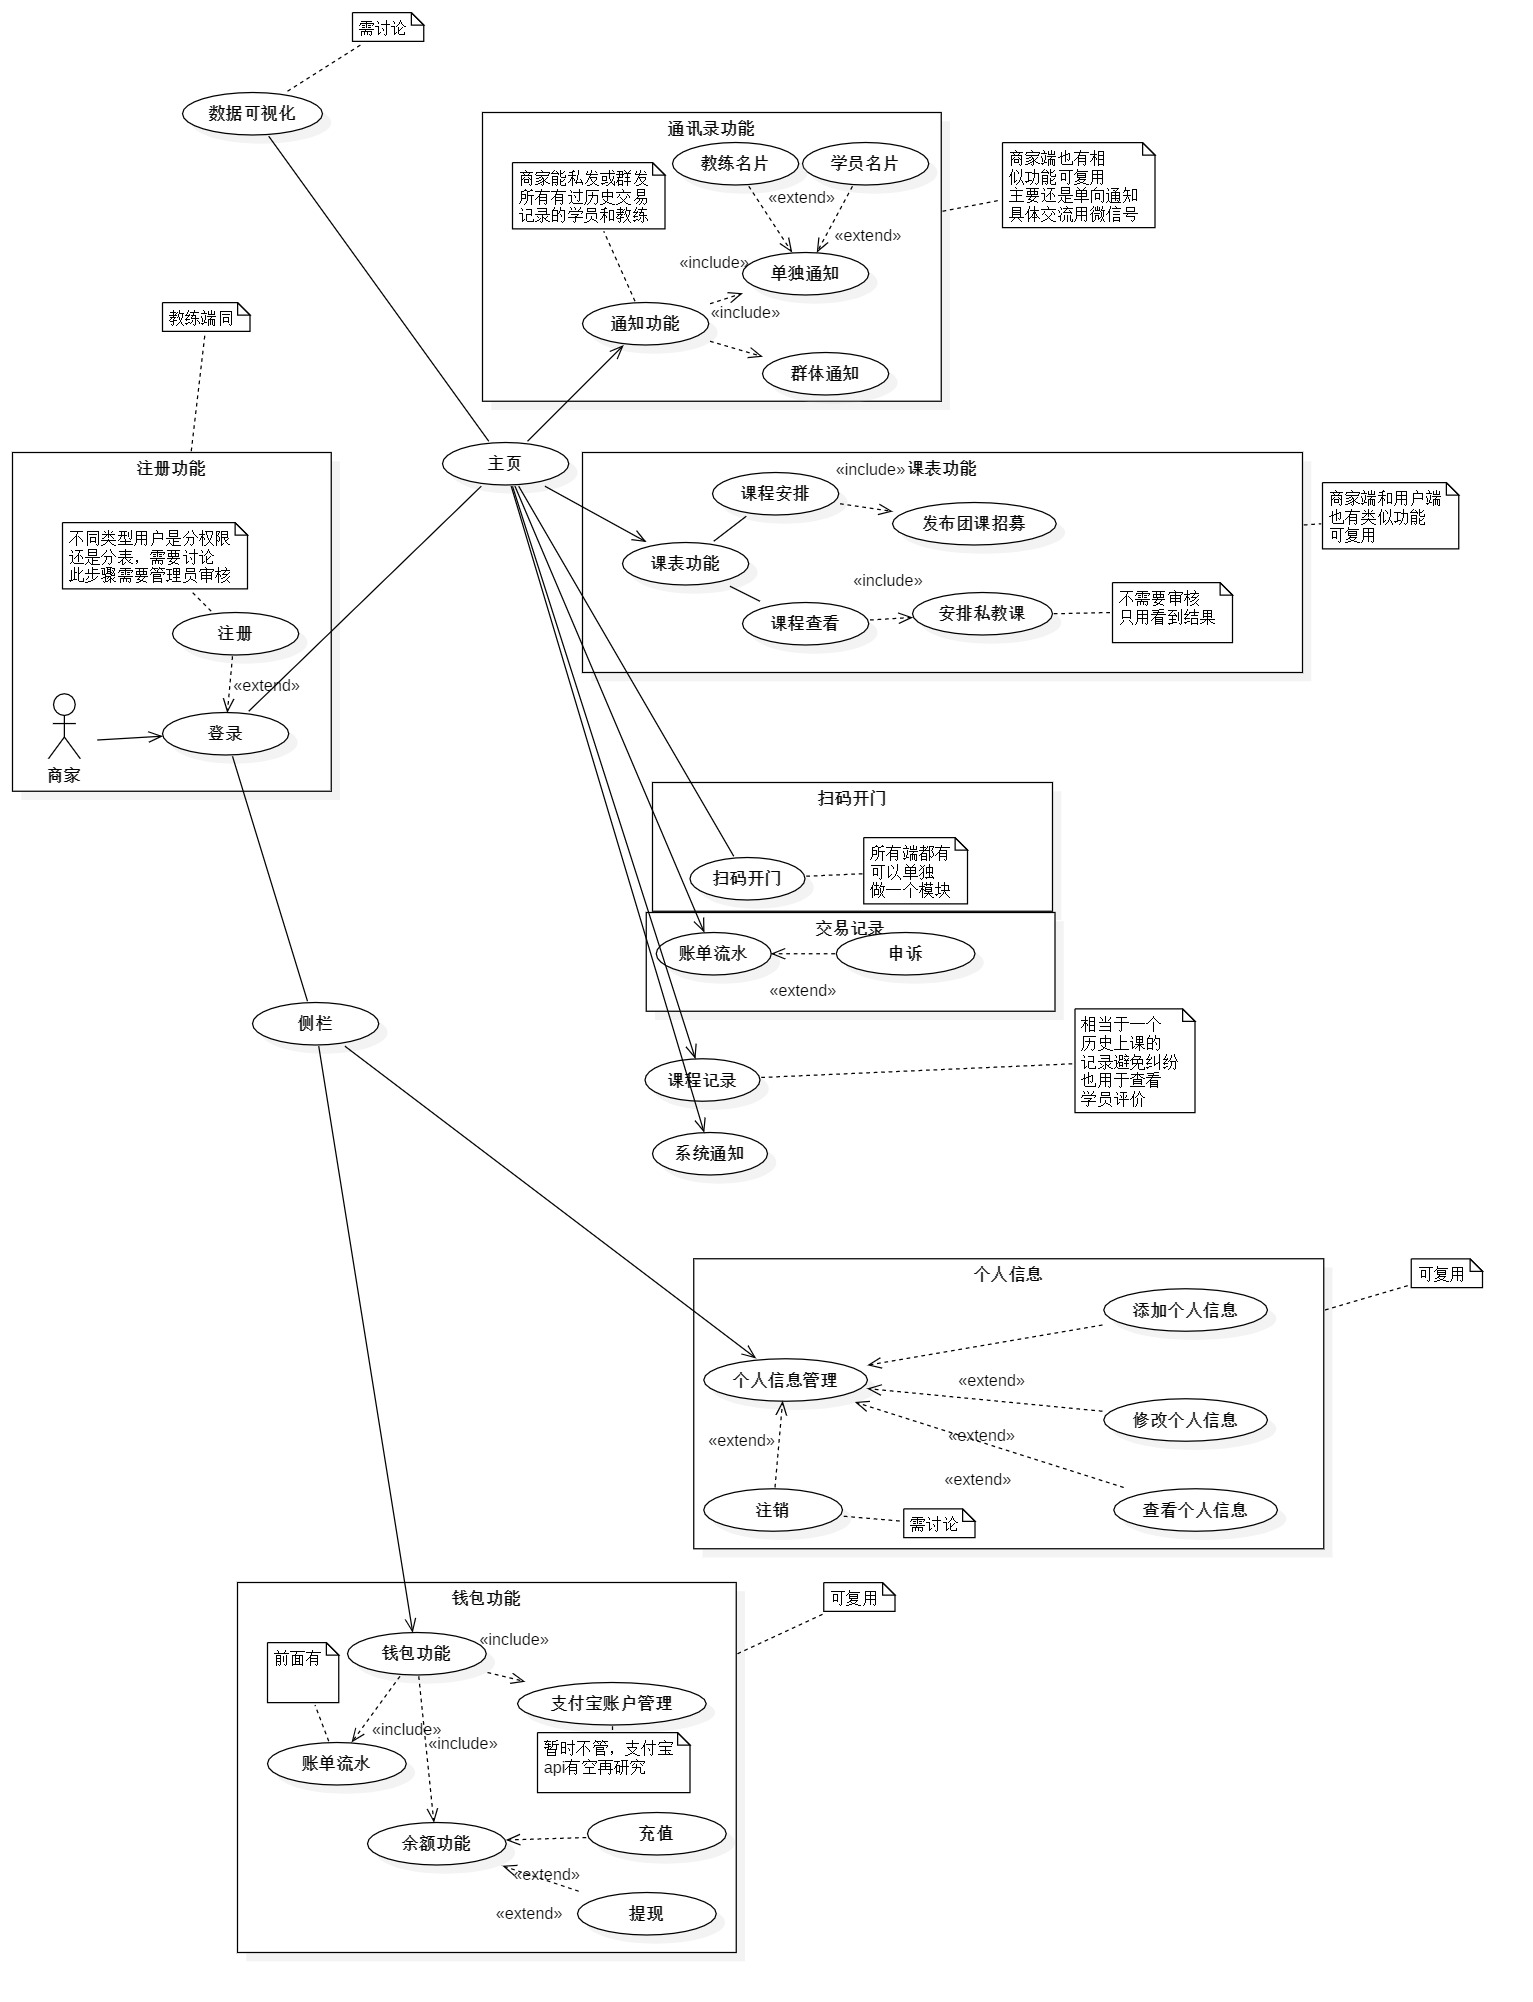 需讨论
数据可视化
通讯录功能
教练名片
学员名片
商家能私发或群发
所有有过历史交易
记录的学员和教练
«extend»
«extend»
商家端也有相
似功能可复用
主要还是单向通知
具体交流用微信号
«include»
单独通知
«include»
通知功能
群体通知
教练端同
主页
注册功能
不同类型用户是分权限
还是分表，需要讨论
此步骤需要管理员审核
注册
«extend»
登录
商家
«include»
课表功能
课程安排
发布团课招募
课表功能
«include»
课程查看
安排私教课
不需要审核
只用看到结果
商家端和用户端
也有类似功能
可复用
扫码开门
扫码开门
所有端都有
可以单独
做一个模块
交易记录
账单流水
申诉
«extend»
侧栏
课程记录
相当于一个
历史上课的
记录避免纠纷
也用于查看
学员评价
系统通知
个人信息
可复用
添加个人信息
个人信息管理
«extend»
修改个人信息
«extend»
«extend»
«extend»
注销
需讨论
查看个人信息
钱包功能
可复用
钱包功能
«include»
前面有
支付宝账户管理
«include»
«include»
账单流水
暂时不管，支付宝
api有空再研究
余额功能
充值
«extend»
«extend»
提现